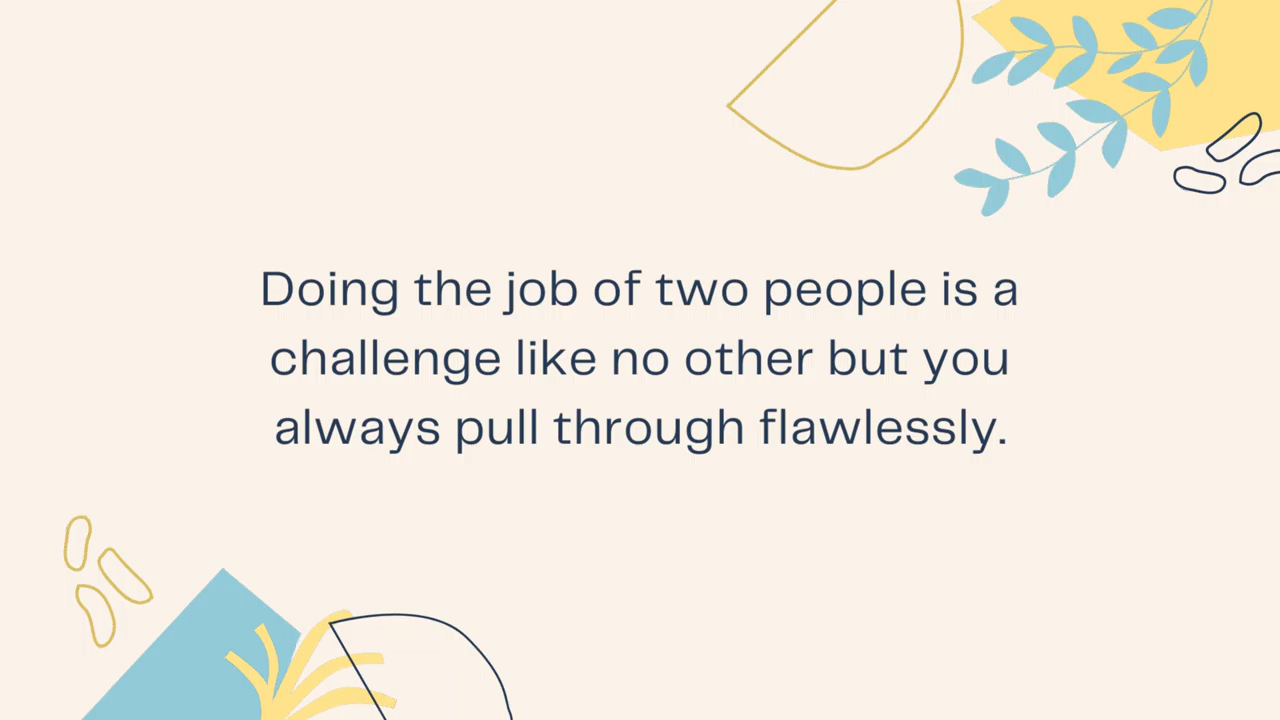 Doing the job of two people is a
challenge like no other but you
always pull through flawlessly.